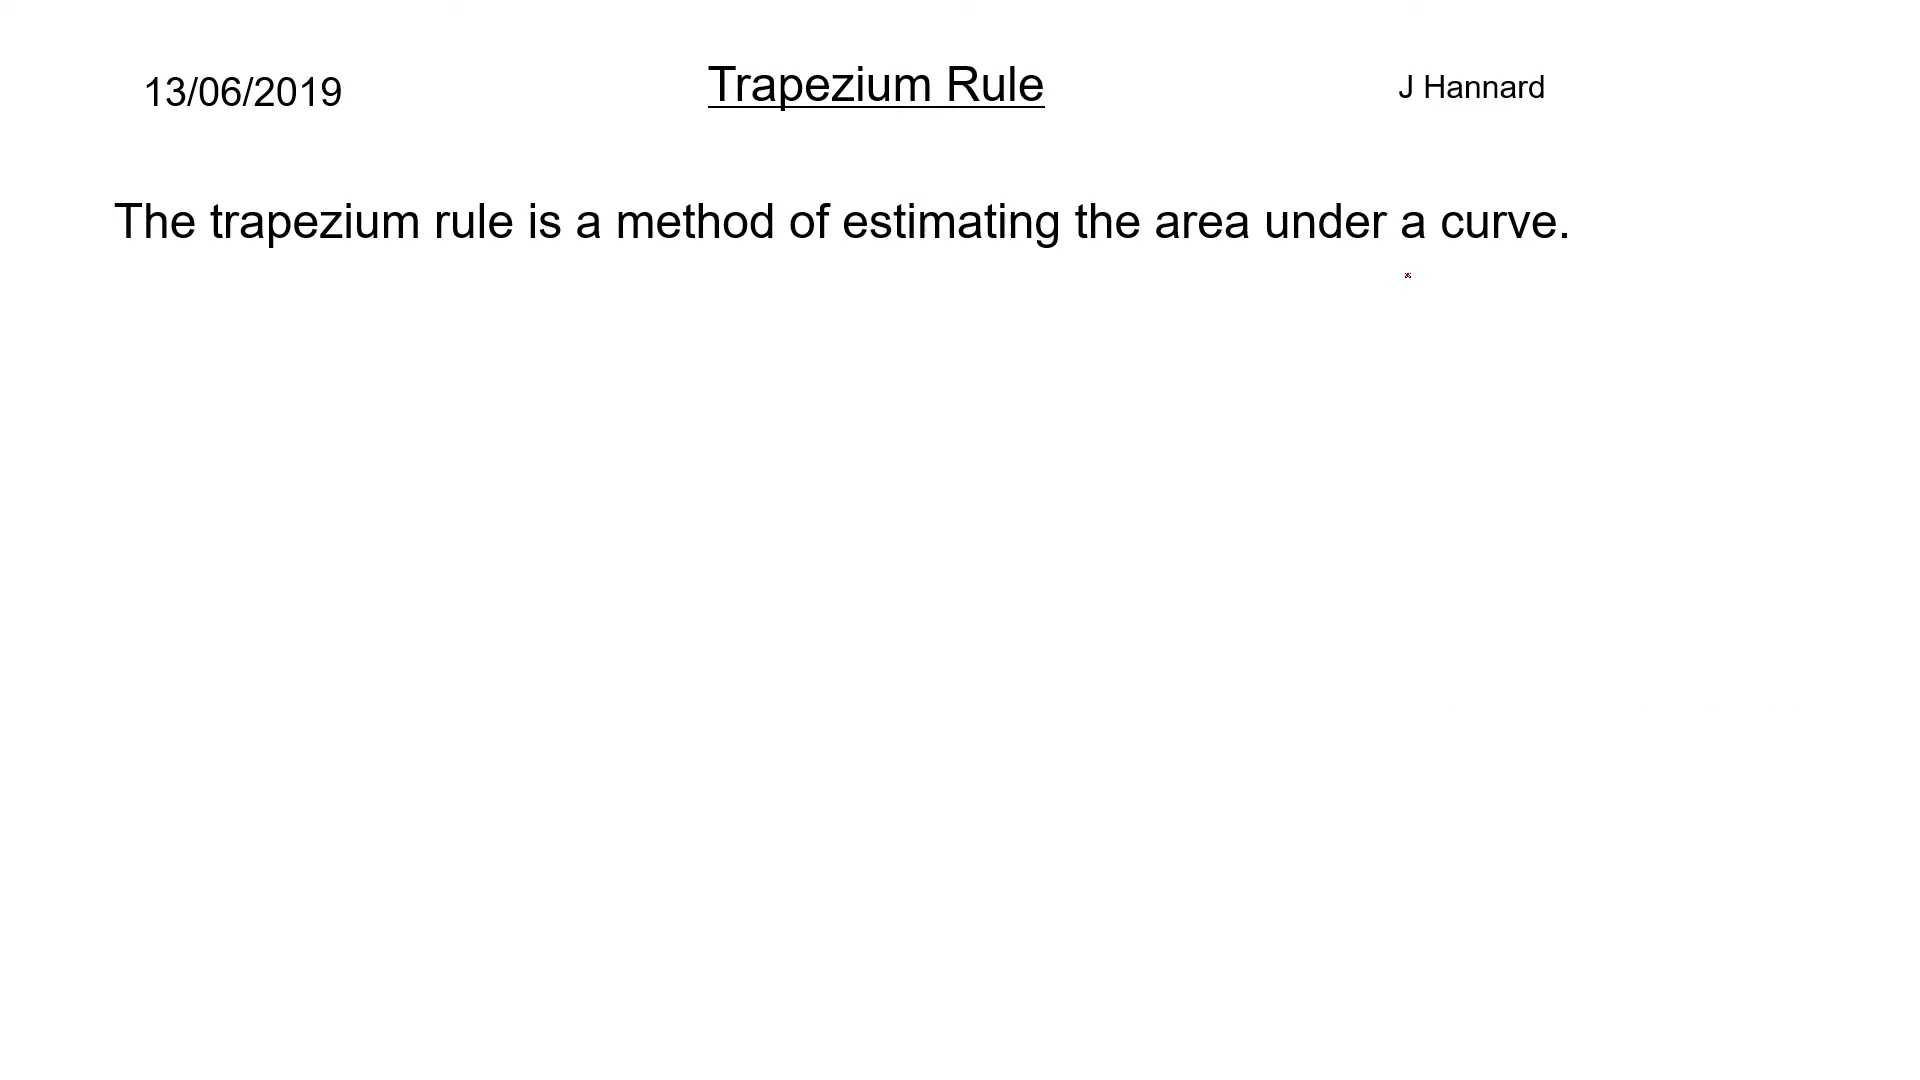 13/06/2019 Trapezium Rule J Hannard
The trapezium rule is a method of estimating the area under a curve.